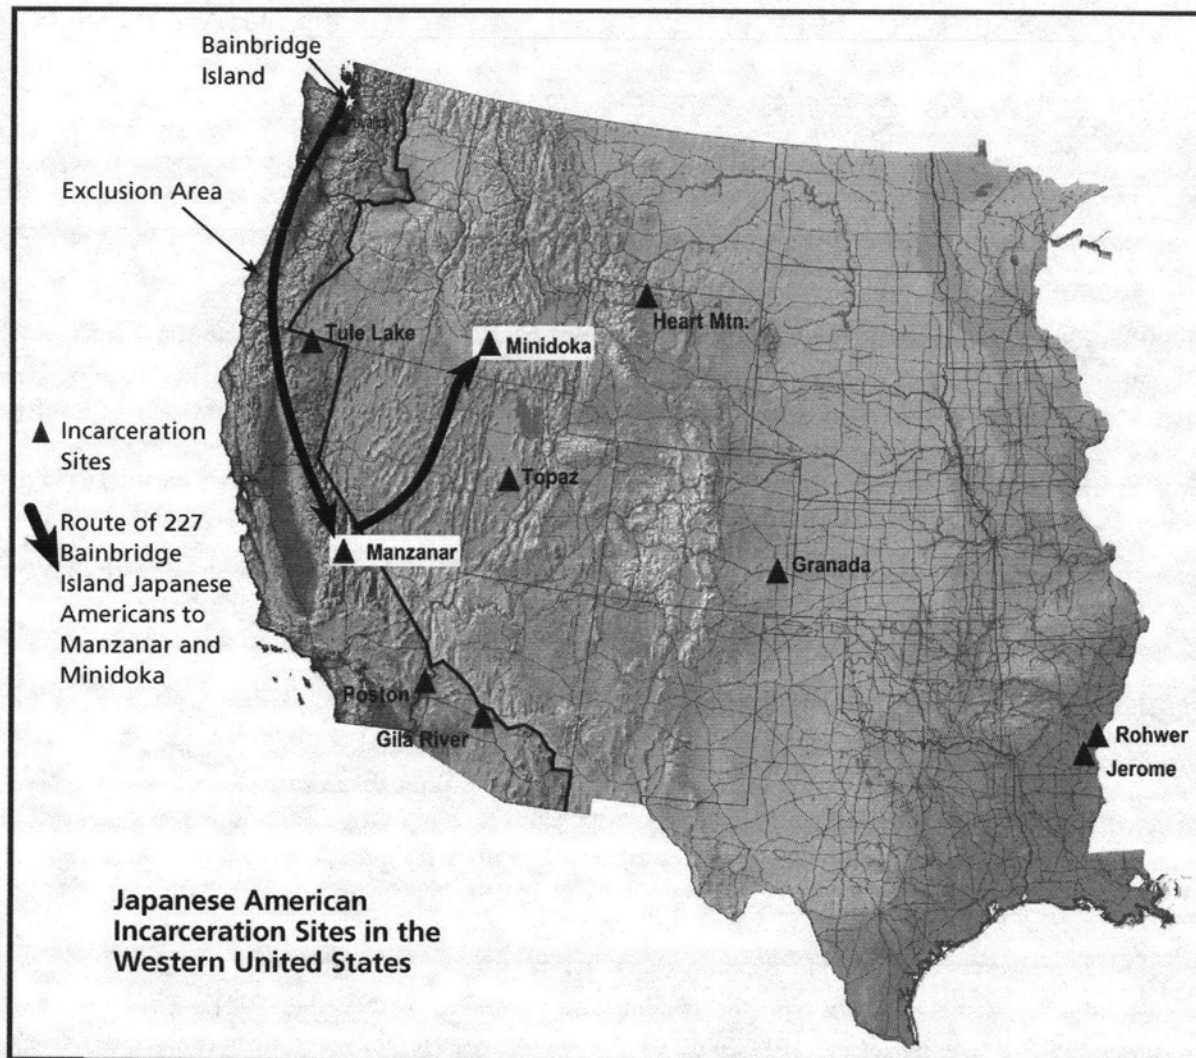 Bainbridge
Island
Exclusion Area
Heart Mtn.
Tule Lake
Minidoka
Incarceration
Sites
Topaz
Route of 227
Bainbridge
Island Japanese
Americans to
Manzanar and
Minidoka
Manzanar
Granada
Poston
Gila River
Rohwer
Jerome
Japanese American
Incarceration Sites in the
Western United States